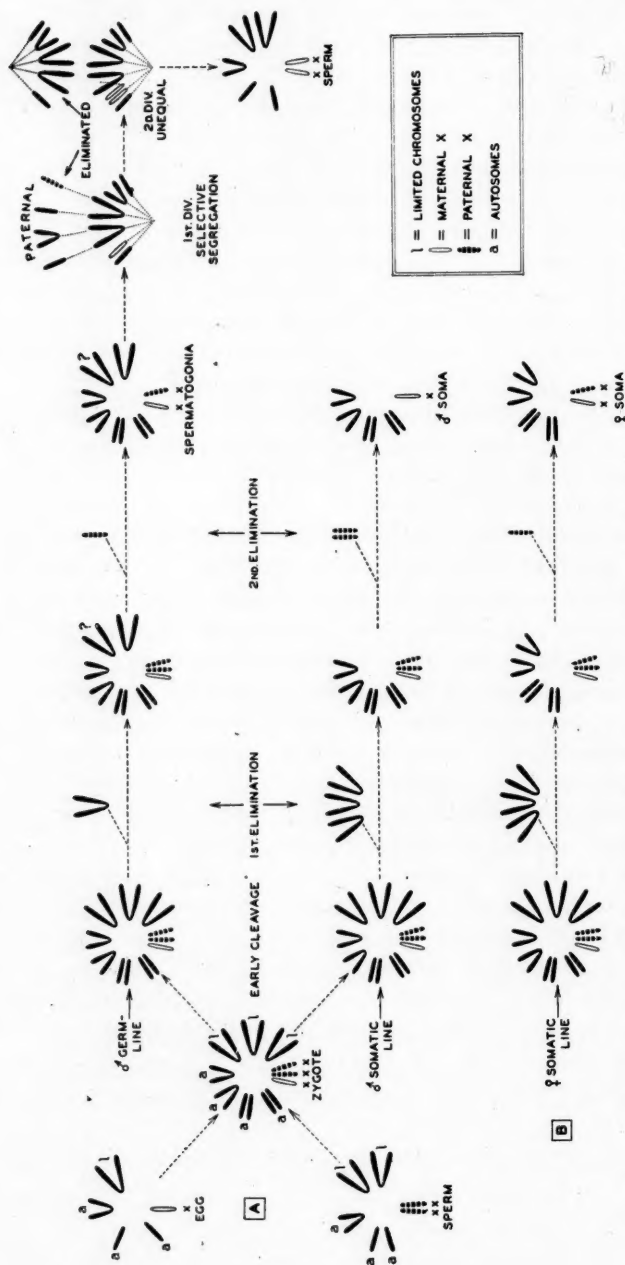 a
a
a
l
x
EGG
A
a
a
a
l
l
x x
SPERM
a
a
a
a
l
l
l
x x x
ZYGOTE
♂ GERM-
LINE
EARLY CLEAVAGE
♂ SOMATIC
LINE
1ST. ELIMINATION
?
2ND. ELIMINATION
?
x x
SPERMATOGONIA
x
♂ SOMA
PATERNAL
ELIMINATED
1ST. DIV.
SELECTIVE
SEGREGATION
2D DIV.
UNEQUAL
x x
SPERM
B
♀ SOMATIC
LINE
x x
♀ SOMA
l = LIMITED CHROMOSOMES
= MATERNAL X
= PATERNAL X
a = AUTOSOMES